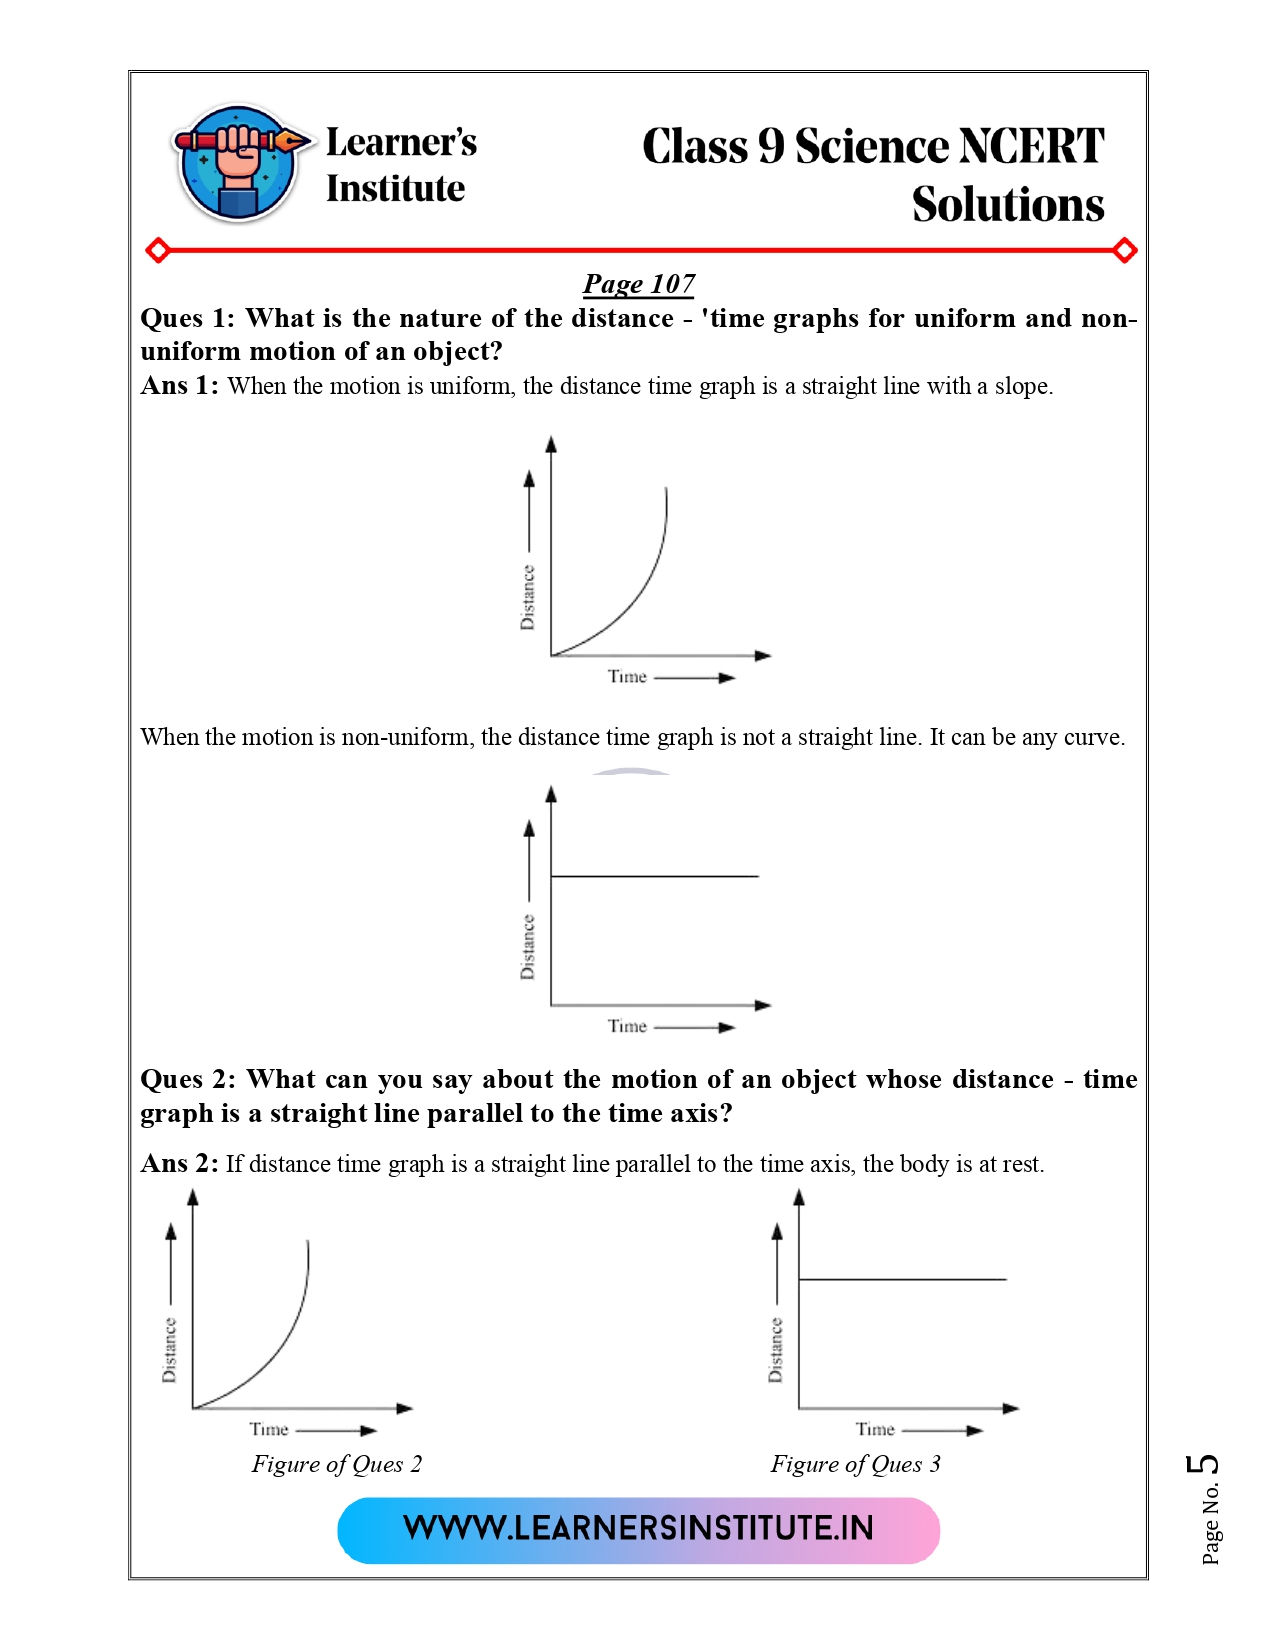 Learner's
Institute
Class 9 Science NCERT
Solutions
Page 107
Ques 1: What is the nature of the distance - 'time graphs for uniform and non-
uniform motion of an object?
Ans 1: When the motion is uniform, the distance time graph is a straight line with a slope.
Distance
Time
When the motion is non-uniform, the distance time graph is not a straight line. It can be any curve.
Distance
Time
Ques 2: What can you say about the motion of an object whose distance - time
graph is a straight line parallel to the time axis?
Ans 2: If distance time graph is a straight line parallel to the time axis, the body is at rest.
Distance
Time
Distance
Time
Figure of Ques 2
Figure of Ques 3
WWW.LEARNERSINSTITUTE.IN
Page No. 5